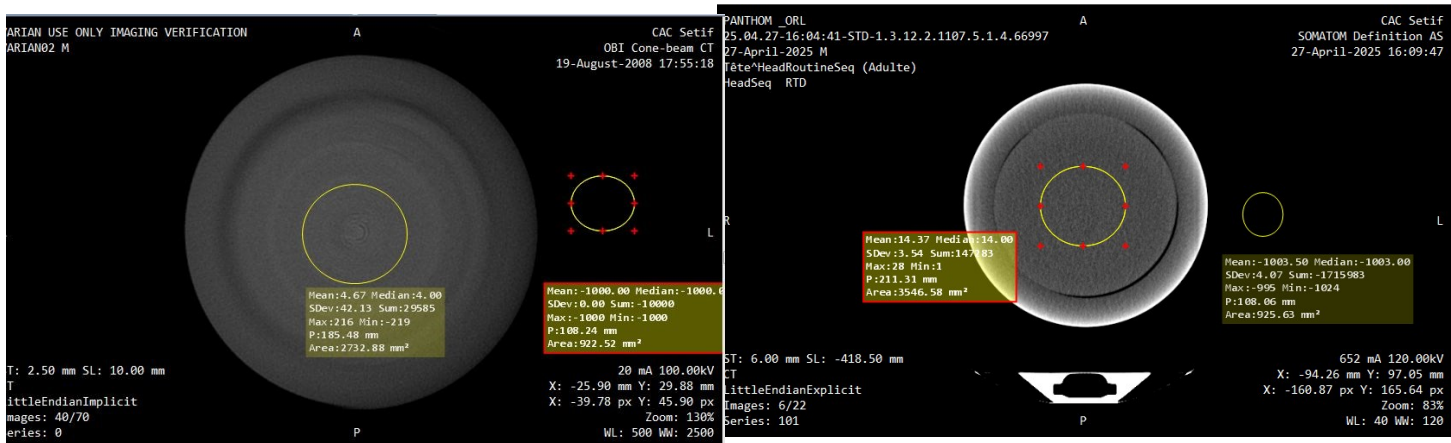 ARIAN USE ONLY IMAGING VERIFICATION
ARIAN02 M
A
CAC Setif
OBI Cone-beam CT
19-August-2008 17:55:18
L
Mean:4.67 Median:4.00
SDev:42.13 Sum:29585
Max:216 Min:-219
P:185.48 mm
Area:2732.88 mm²
Mean:-1000.00 Median:-1000.0
SDev:0.00 Sum:-10000
Max:-1000 Min:-1000
P:108.24 mm
Area:922.52 mm²
T: 2.50 mm SL: 10.00 mm
T
ittleEndianImplicit
mages: 40/70
eries: 0
P
20 mA 100.00kV
X: -25.90 mm Y: 29.88 mm
X: -39.78 px Y: 45.90 px
Zoom: 130%
WL: 500 WW: 2500
PANTHOM _ORL
25.04.27-16:04:41-STD-1.3.12.2.1107.5.1.4.66997
27-April-2025 M
Tête^HeadRoutineSeq (Adulte)
HeadSeq RTD
A
CAC Setif
SOMATOM Definition AS
27-April-2025 16:09:47
R
L
Mean:14.37 Median:14.00
SDev:3.54 Sum:147283
Max:28 Min:1
P:211.31 mm
Area:3546.58 mm²
Mean:-1003.50 Median:-1003.00
SDev:4.07 Sum:-1715983
Max:-995 Min:-1024
P:108.06 mm
Area:925.63 mm²
ST: 6.00 mm SL: -418.50 mm
CT
LittleEndianExplicit
Images: 6/22
Series: 101
P
652 mA 120.00kV
X: -94.26 mm Y: 97.05 mm
X: -160.87 px Y: 165.64 px
Zoom: 83%
WL: 40 WW: 120